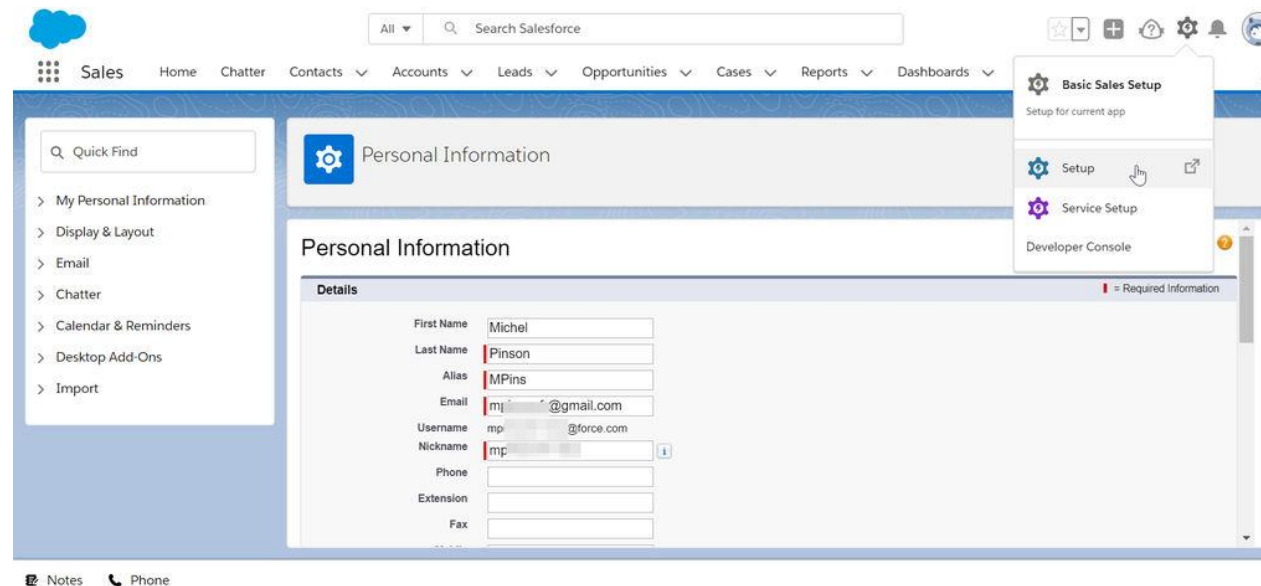 All
Search Salesforce
Sales Home Chatter Contacts Accounts Leads Opportunities Cases Reports Dashboards
Basic Sales Setup
Setup for current app
Setup
Service Setup
Developer Console
Quick Find
My Personal Information
Display & Layout
Email
Chatter
Calendar & Reminders
Desktop Add-Ons
Import
Personal Information
Personal Information
Details
= Required Information
First Name Michel
Last Name Pinson
Alias MPins
Email @gmail.com
Username @force.com
Nickname
Phone
Extension
Fax
Notes Phone